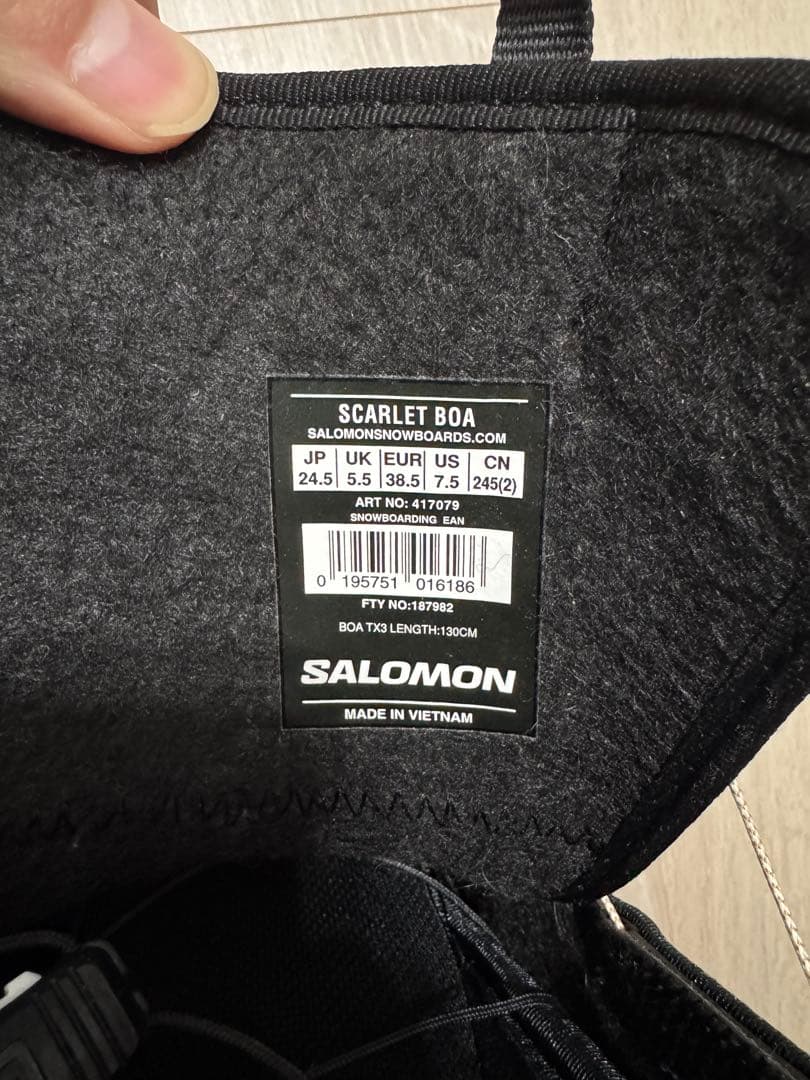 SCARLET BOA
SALOMONSNOWBOARDS.COM
JP UK EUR US CN
24.5 5.5 38.5 7.5 245(2)
ART NO: 417079
SNOWBOARDING EAN
0 195751 016186
FTY NO:187982
BOA TX3 LENGTH:130CM
SALOMON
MADE IN VIETNAM